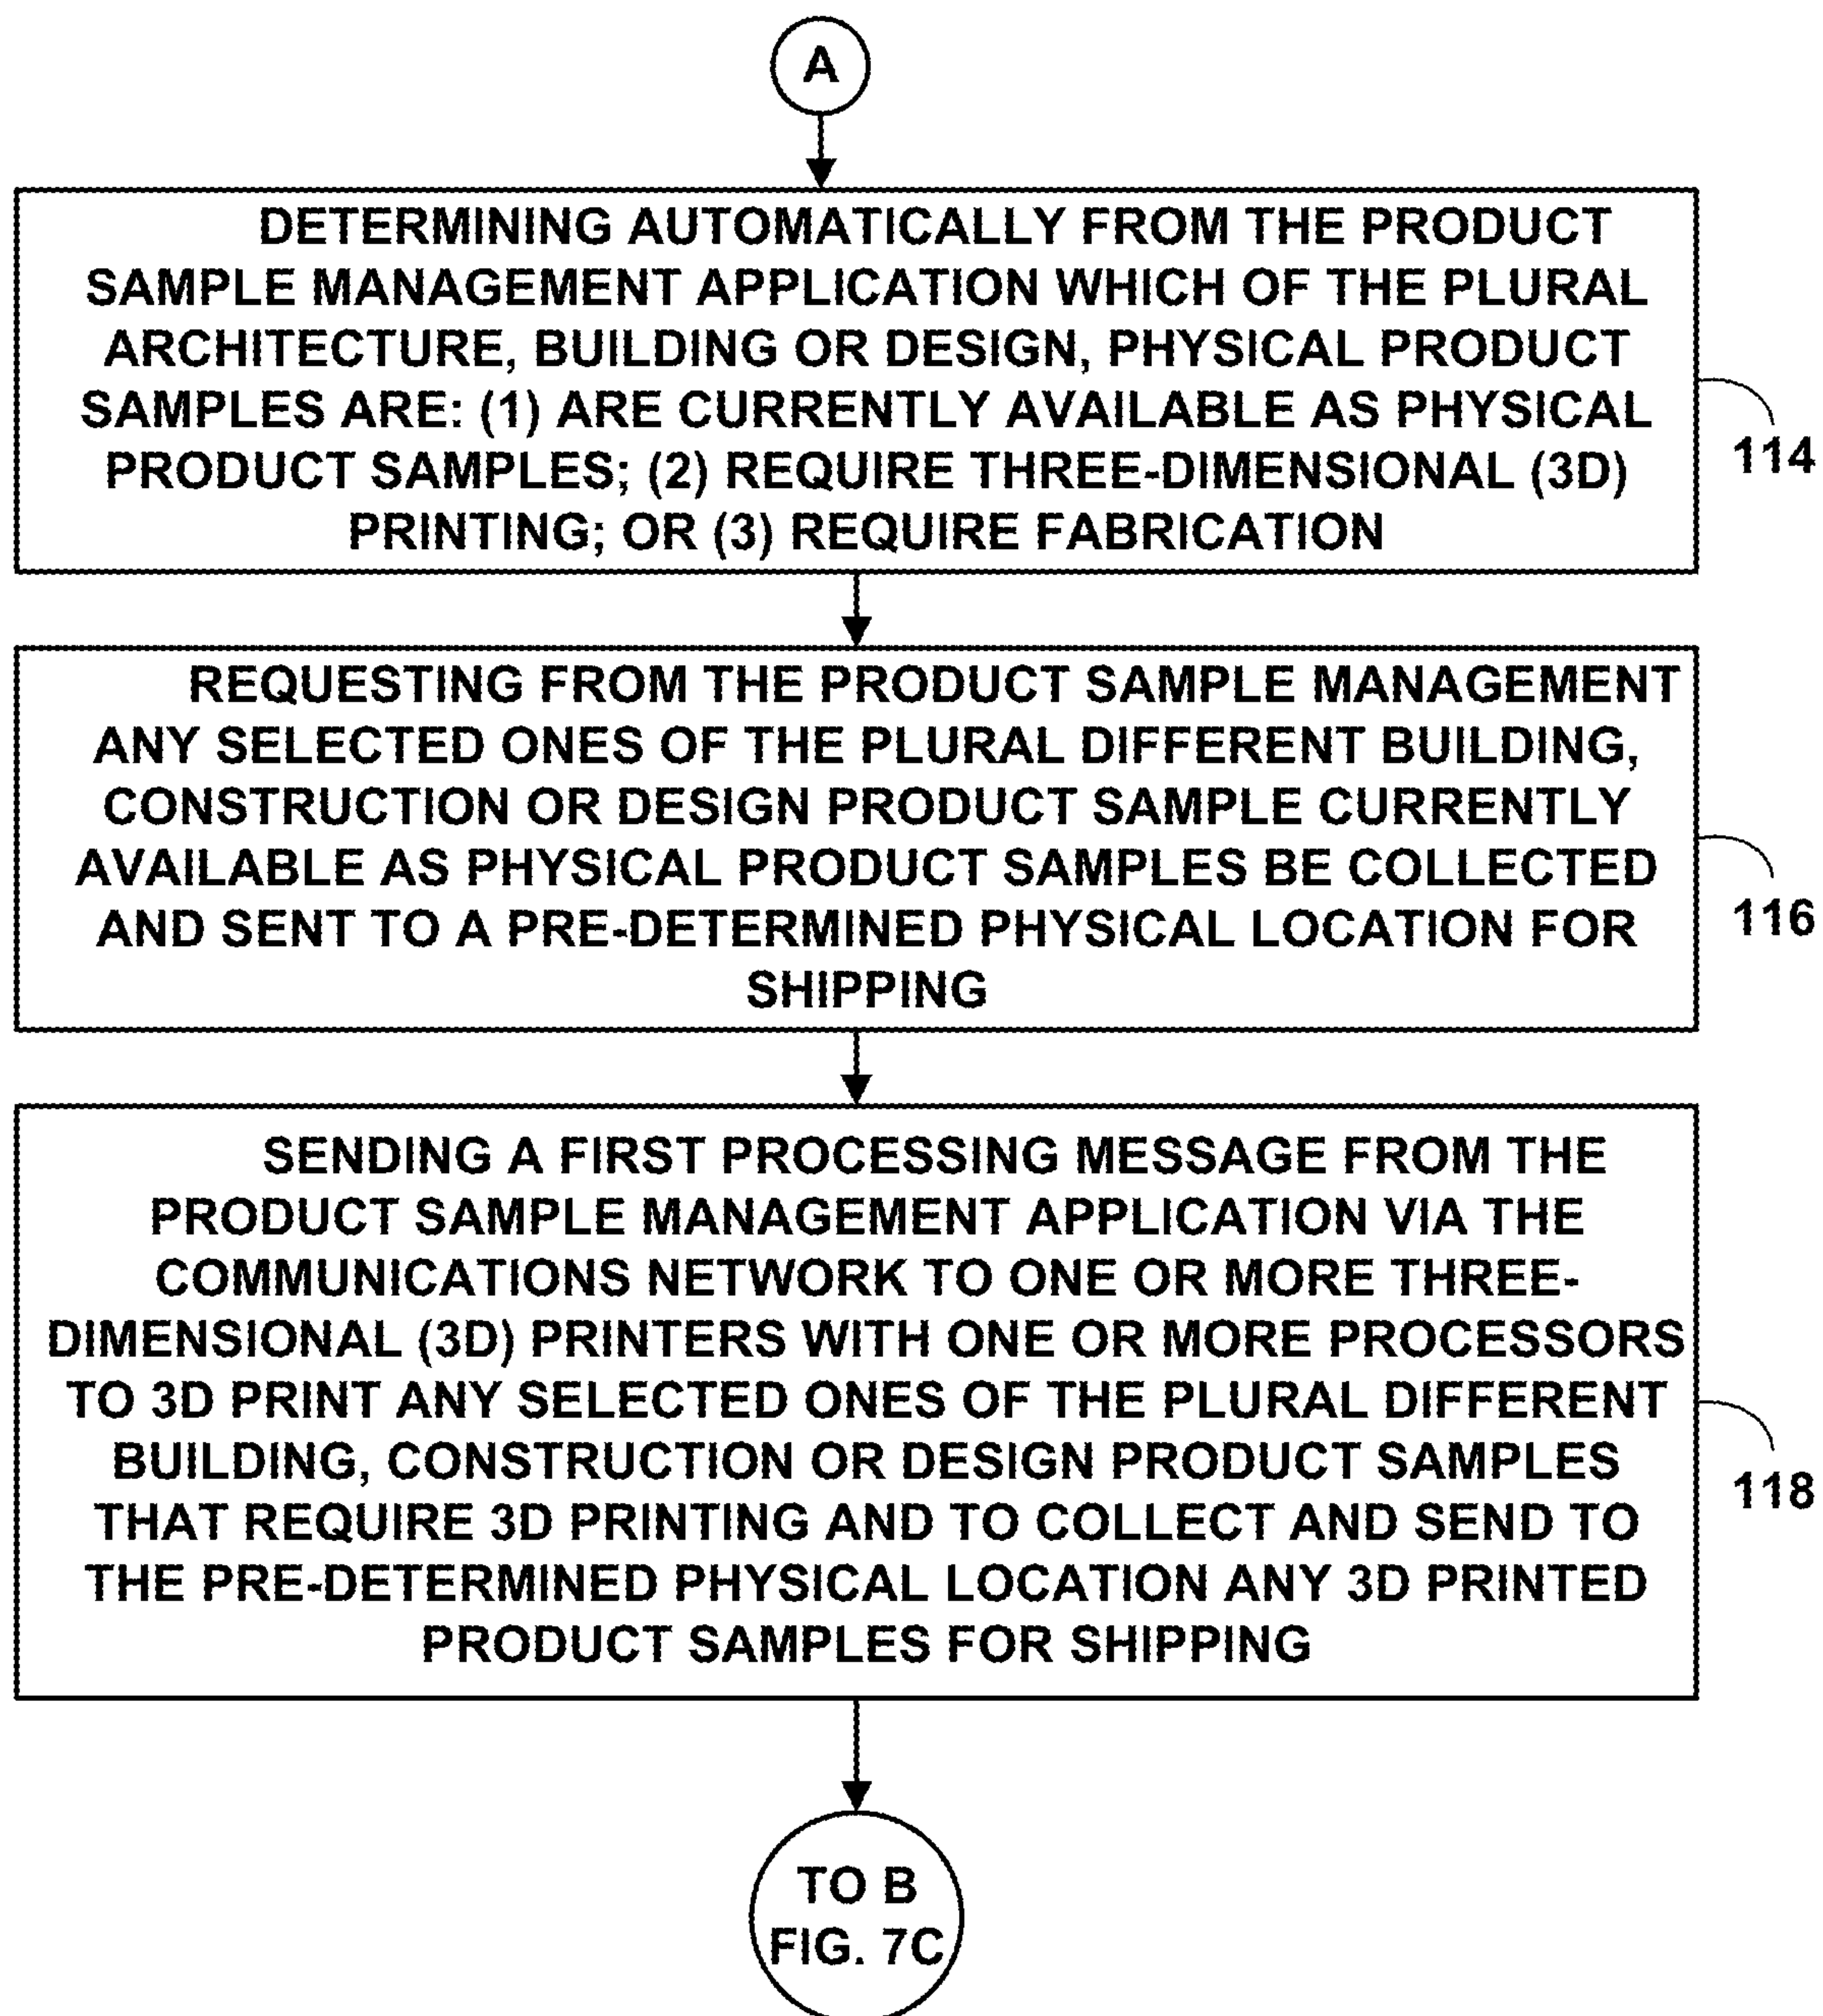 A
DETERMINING AUTOMATICALLY FROM THE PRODUCT
SAMPLE MANAGEMENT APPLICATION WHICH OF THE PLURAL
ARCHITECTURE, BUILDING OR DESIGN, PHYSICAL PRODUCT
SAMPLES ARE: (1) ARE CURRENTLY AVAILABLE AS PHYSICAL
PRODUCT SAMPLES; (2) REQUIRE THREE-DIMENSIONAL (3D)
PRINTING; OR (3) REQUIRE FABRICATION
114
REQUESTING FROM THE PRODUCT SAMPLE MANAGEMENT
ANY SELECTED ONES OF THE PLURAL DIFFERENT BUILDING,
CONSTRUCTION OR DESIGN PRODUCT SAMPLE CURRENTLY
AVAILABLE AS PHYSICAL PRODUCT SAMPLES BE COLLECTED
AND SENT TO A PRE-DETERMINED PHYSICAL LOCATION FOR
SHIPPING
116
SENDING A FIRST PROCESSING MESSAGE FROM THE
PRODUCT SAMPLE MANAGEMENT APPLICATION VIA THE
COMMUNICATIONS NETWORK TO ONE OR MORE THREE-
DIMENSIONAL (3D) PRINTERS WITH ONE OR MORE PROCESSORS
TO 3D PRINT ANY SELECTED ONES OF THE PLURAL DIFFERENT
BUILDING, CONSTRUCTION OR DESIGN PRODUCT SAMPLES
THAT REQUIRE 3D PRINTING AND TO COLLECT AND SEND TO
THE PRE-DETERMINED PHYSICAL LOCATION ANY 3D PRINTED
PRODUCT SAMPLES FOR SHIPPING
118
TO B
FIG. 7C